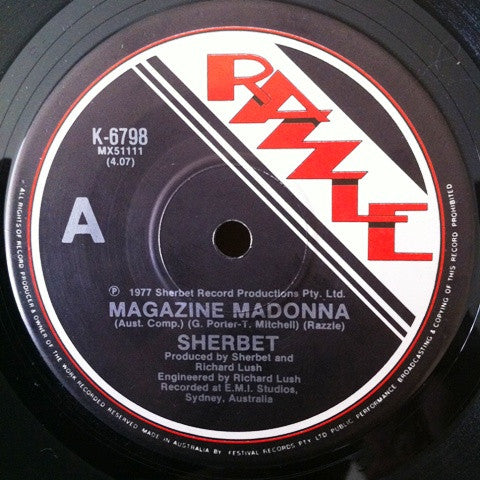 RAZZLE
K-6798
MX51111
(4.07)
A
℗ 1977 Sherbet Record Productions Pty. Ltd.
MAGAZINE MADONNA
(Aust. Comp.) (G. Porter-T. Mitchell) (Razzle)
SHERBET
Produced by Sherbet and
Richard Lush
Engineered by Richard Lush
Recorded at E.M.I. Studios,
Sydney, Australia
ALL RIGHTS OF RECORD PRODUCER & OWNER OF THE WORK RECORDED RESERVED MADE IN AUSTRALIA BY FESTIVAL RECORDS PTY LTD PUBLIC PERFORMANCE BROADCASTING & COPYING OF THIS RECORD PROHIBITED